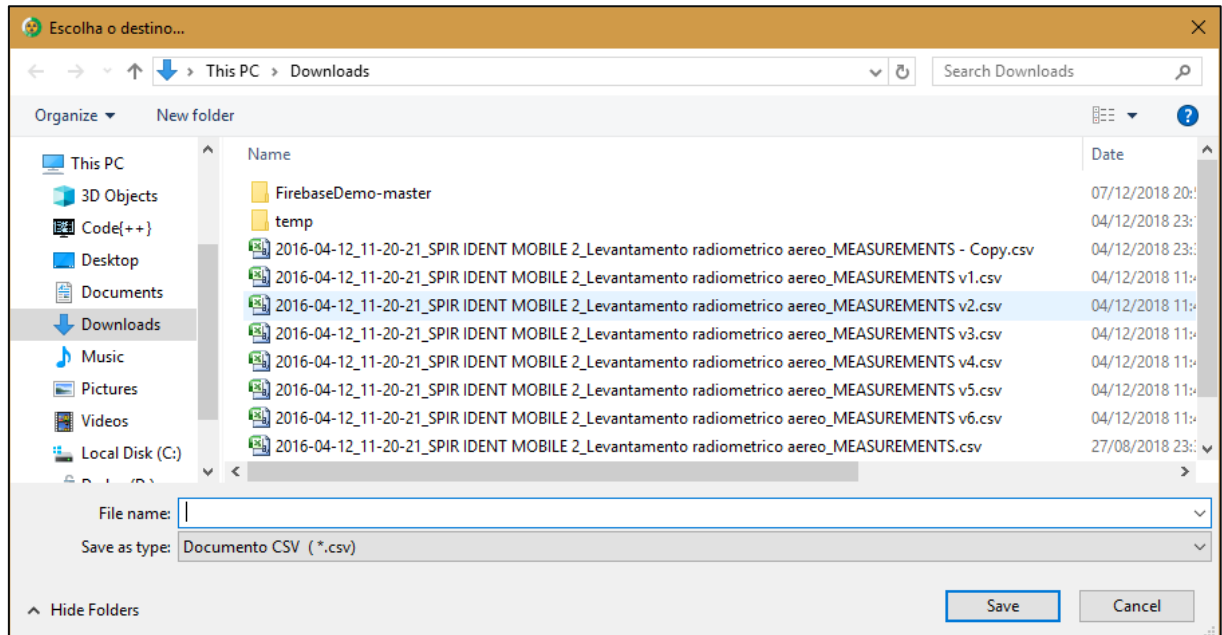 Escolha o destino...
This PC > Downloads
Search Downloads
Organize
New folder
Name
Date
This PC
3D Objects
Code{++}
Desktop
Documents
Downloads
Music
Pictures
Videos
Local Disk (C:)
FirebaseDemo-master 07/12/2018
temp 04/12/2018
2016-04-12_11-20-21_SPIR IDENT MOBILE 2_Levantamento radiometrico aereo_MEASUREMENTS - Copy.csv 04/12/2018
2016-04-12_11-20-21_SPIR IDENT MOBILE 2_Levantamento radiometrico aereo_MEASUREMENTS v1.csv 04/12/2018
2016-04-12_11-20-21_SPIR IDENT MOBILE 2_Levantamento radiometrico aereo_MEASUREMENTS v2.csv 04/12/2018
2016-04-12_11-20-21_SPIR IDENT MOBILE 2_Levantamento radiometrico aereo_MEASUREMENTS v3.csv 04/12/2018
2016-04-12_11-20-21_SPIR IDENT MOBILE 2_Levantamento radiometrico aereo_MEASUREMENTS v4.csv 04/12/2018
2016-04-12_11-20-21_SPIR IDENT MOBILE 2_Levantamento radiometrico aereo_MEASUREMENTS v5.csv 04/12/2018
2016-04-12_11-20-21_SPIR IDENT MOBILE 2_Levantamento radiometrico aereo_MEASUREMENTS v6.csv 04/12/2018
2016-04-12_11-20-21_SPIR IDENT MOBILE 2_Levantamento radiometrico aereo_MEASUREMENTS.csv 27/08/2018
File name:
Save as type: Documento CSV (*.csv)
Hide Folders
Save
Cancel